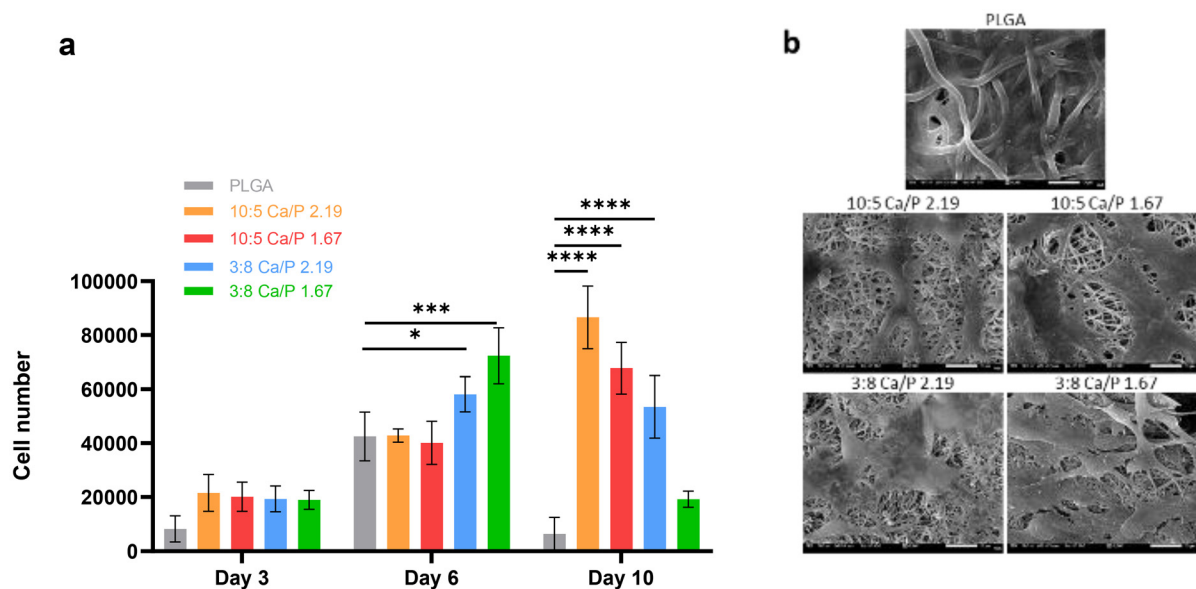 a
PLGA
10:5 Ca/P 2.19
10:5 Ca/P 1.67
3:8 Ca/P 2.19
3:8 Ca/P 1.67
****
****
****
***
*
Cell number
100000
80000
60000
40000
20000
0
Day 3
Day 6
Day 10
b
PLGA
10:5 Ca/P 2.19
10:5 Ca/P 1.67
3:8 Ca/P 2.19
3:8 Ca/P 1.67